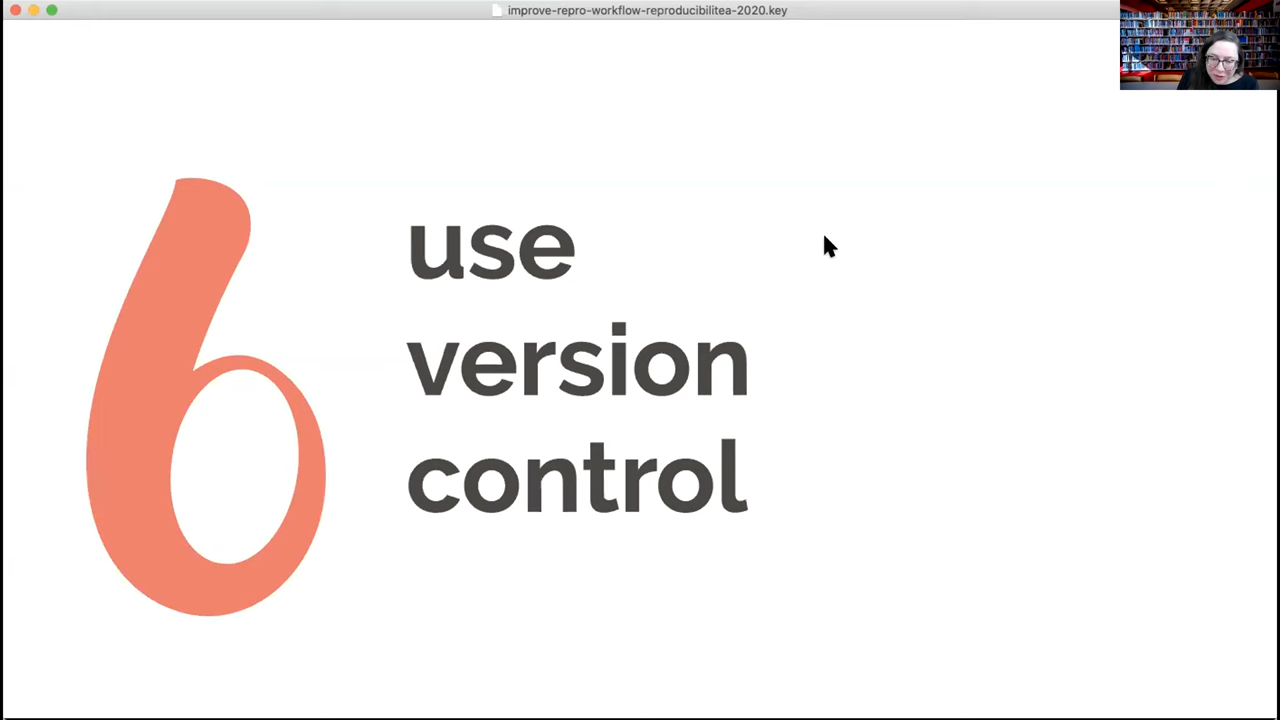 improve-repro-workflow-reproducibilitea-2020.key
6
use
version
control